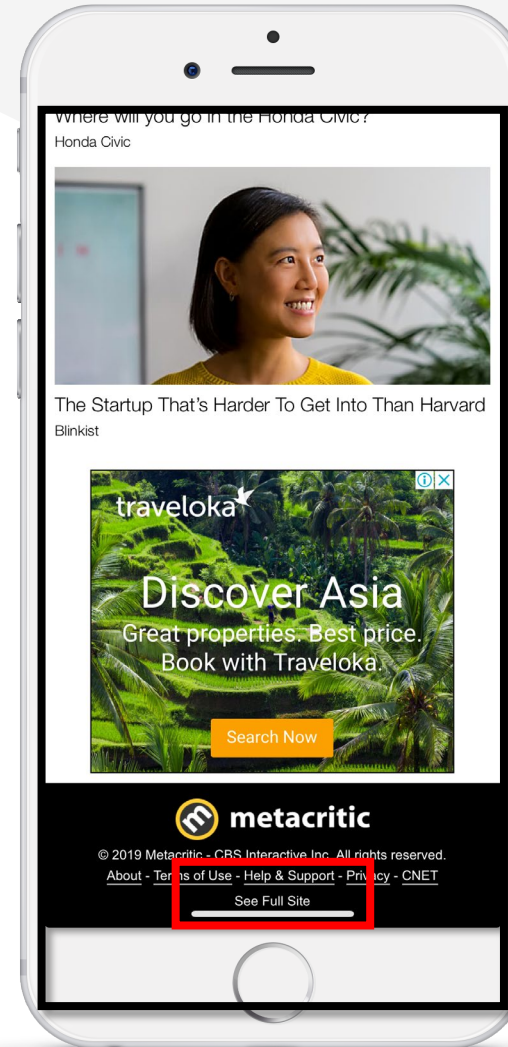 Where will you go in the Honda Civic?
Honda Civic
The Startup That's Harder To Get Into Than Harvard
Blinkist
traveloka
Discover Asia
Great properties. Best price.
Book with Traveloka.
Search Now
metacritic
© 2019 Metacritic - CBS Interactive Inc. All rights reserved.
About - Terms of Use - Help & Support - Privacy - CNET
See Full Site